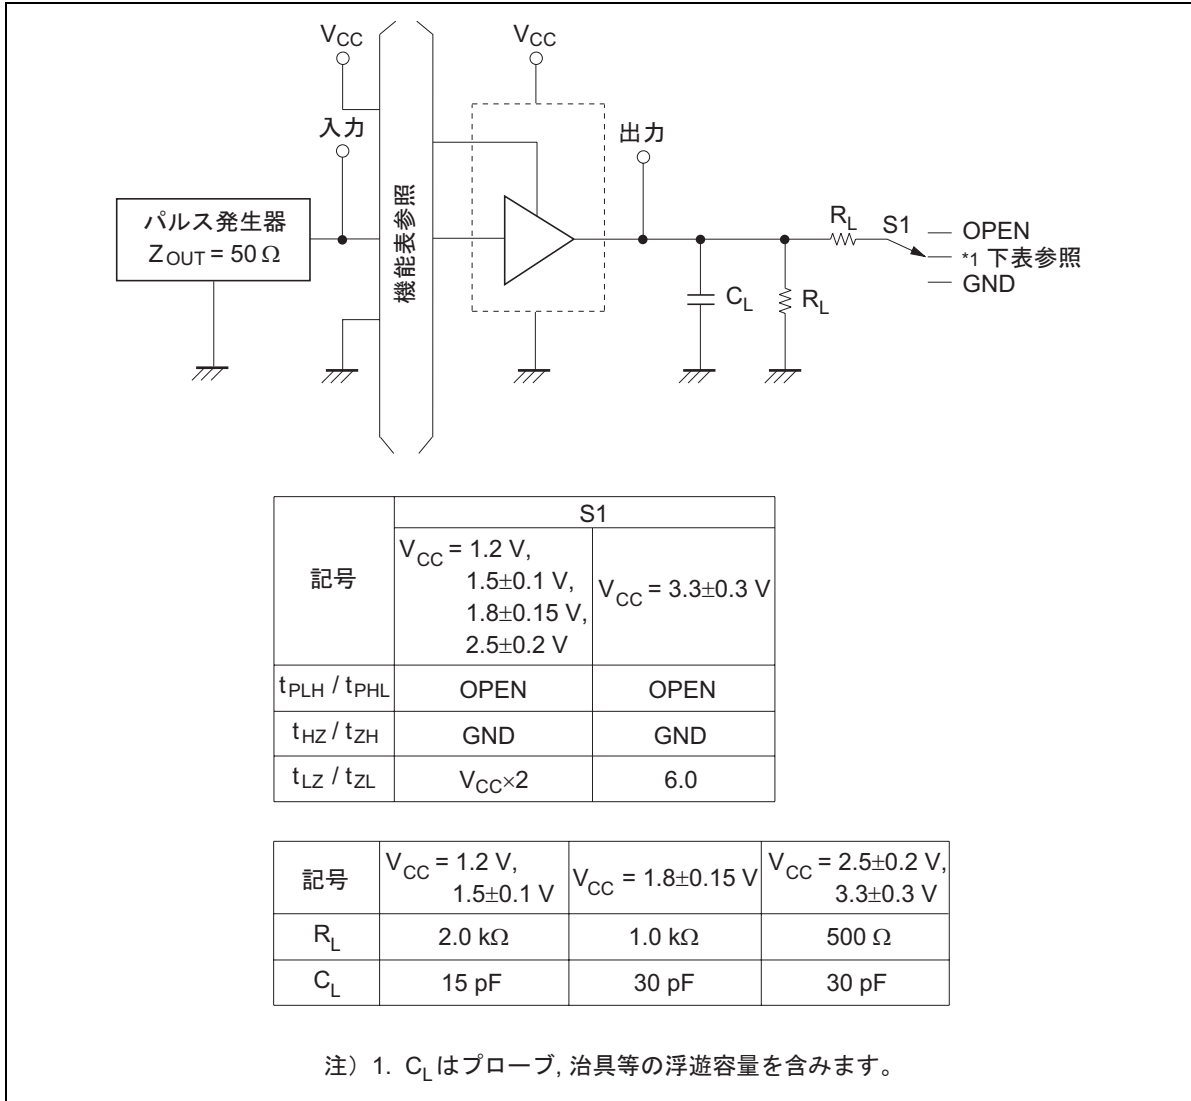 VCC
VCC
入力
出力
パルス発生器
ZOUT = 50 Ω
機能表参照
RL
S1
OPEN
*1 下表参照
GND
CL
RL
記号
S1
VCC = 1.2 V,
1.5±0.1 V,
1.8±0.15 V,
2.5±0.2 V
VCC = 3.3±0.3 V
tPLH / tPHL
OPEN
OPEN
tHZ / tZH
GND
GND
tLZ / tZL
VCC×2
6.0
記号
VCC = 1.2 V,
1.5±0.1 V
VCC = 1.8±0.15 V
VCC = 2.5±0.2 V,
3.3±0.3 V
RL
2.0 kΩ
1.0 kΩ
500 Ω
CL
15 pF
30 pF
30 pF
注）1. CLはプローブ, 治具等の浮遊容量を含みます。